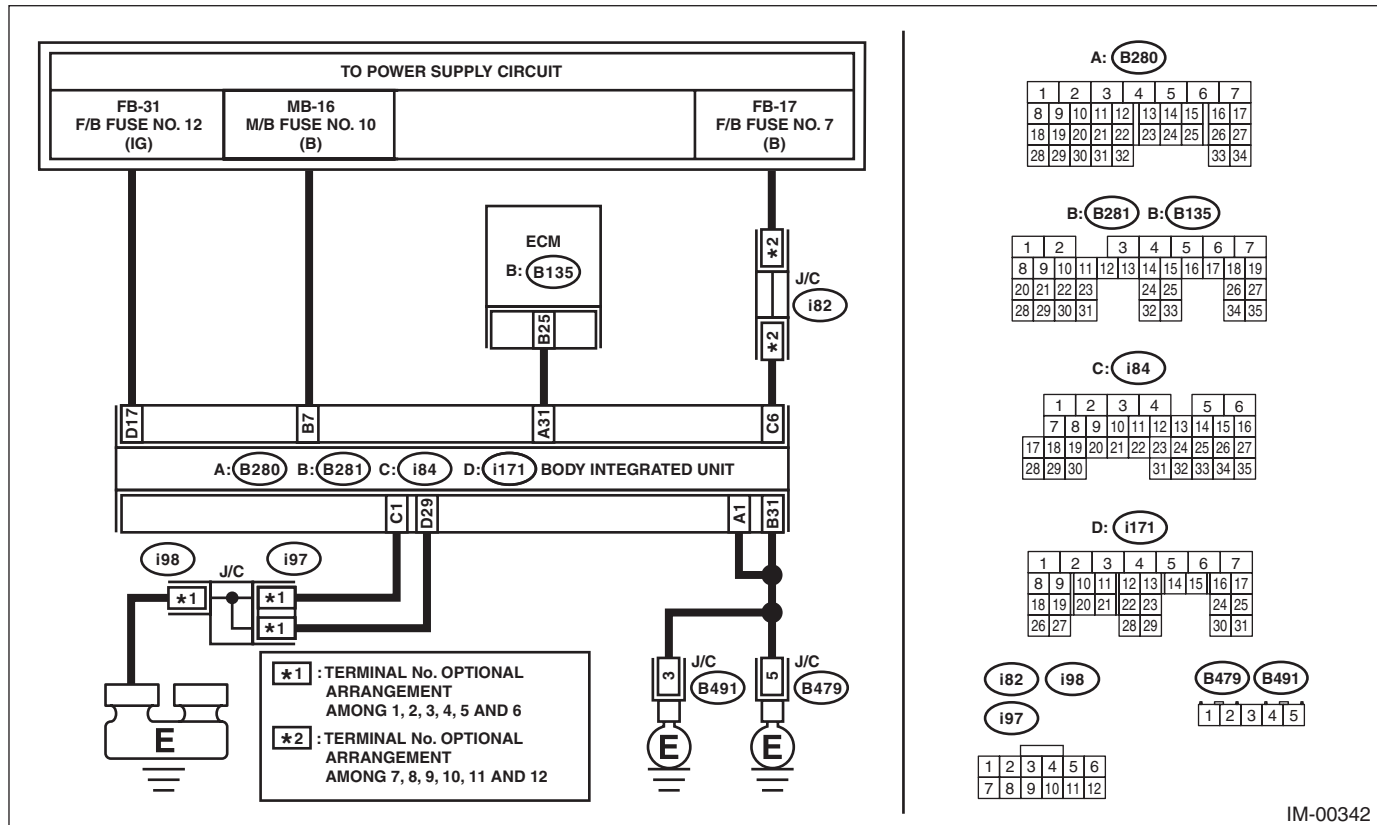 TO POWER SUPPLY CIRCUIT
FB-31
F/B FUSE NO. 12
(IG)
MB-16
M/B FUSE NO. 10
(B)
FB-17
F/B FUSE NO. 7
(B)
ECM
B: B135
B25
*2
J/C
i82
*2
D17
B7
A31
C6
A: B280 B: B281 C: i84 D: i171 BODY INTEGRATED UNIT
C1
D29
A1
B31
i98
J/C
i97
*1
*1
*1
E
*1 : TERMINAL No. OPTIONAL
ARRANGEMENT
AMONG 1, 2, 3, 4, 5 AND 6
*2 : TERMINAL No. OPTIONAL
ARRANGEMENT
AMONG 7, 8, 9, 10, 11 AND 12
3
J/C
B491
5
J/C
B479
E
E
A: B280
1 2 3 4 5 6 7
8 9 10 11 12 13 14 15 16 17
18 19 20 21 22 23 24 25 26 27
28 29 30 31 32 33 34
B: B281 B: B135
1 2 3 4 5 6 7
8 9 10 11 12 13 14 15 16 17 18 19
20 21 22 23 24 25 26 27
28 29 30 31 32 33 34 35
C: i84
1 2 3 4 5 6
7 8 9 10 11 12 13 14 15 16
17 18 19 20 21 22 23 24 25 26 27
28 29 30 31 32 33 34 35
D: i171
1 2 3 4 5 6 7
8 9 10 11 12 13 14 15 16 17
18 19 20 21 22 23 24 25
26 27 28 29 30 31
i82 i98
i97
1 2 3 4 5 6
7 8 9 10 11 12
B479 B491
1 2 3 4 5
IM-00342